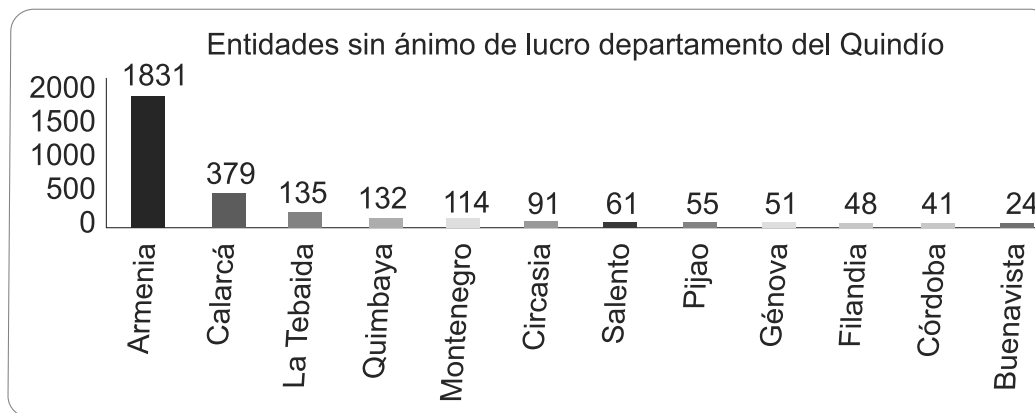 Entidades sin ánimo de lucro departamento del Quindío
2000
1500
1000
500
0
1831
379
135
132
114
91
61
55
51
48
41
24
Armenia
Calarcá
La Tebaida
Quimbaya
Montenegro
Circasia
Salento
Pijao
Génova
Filandia
Córdoba
Buenavista